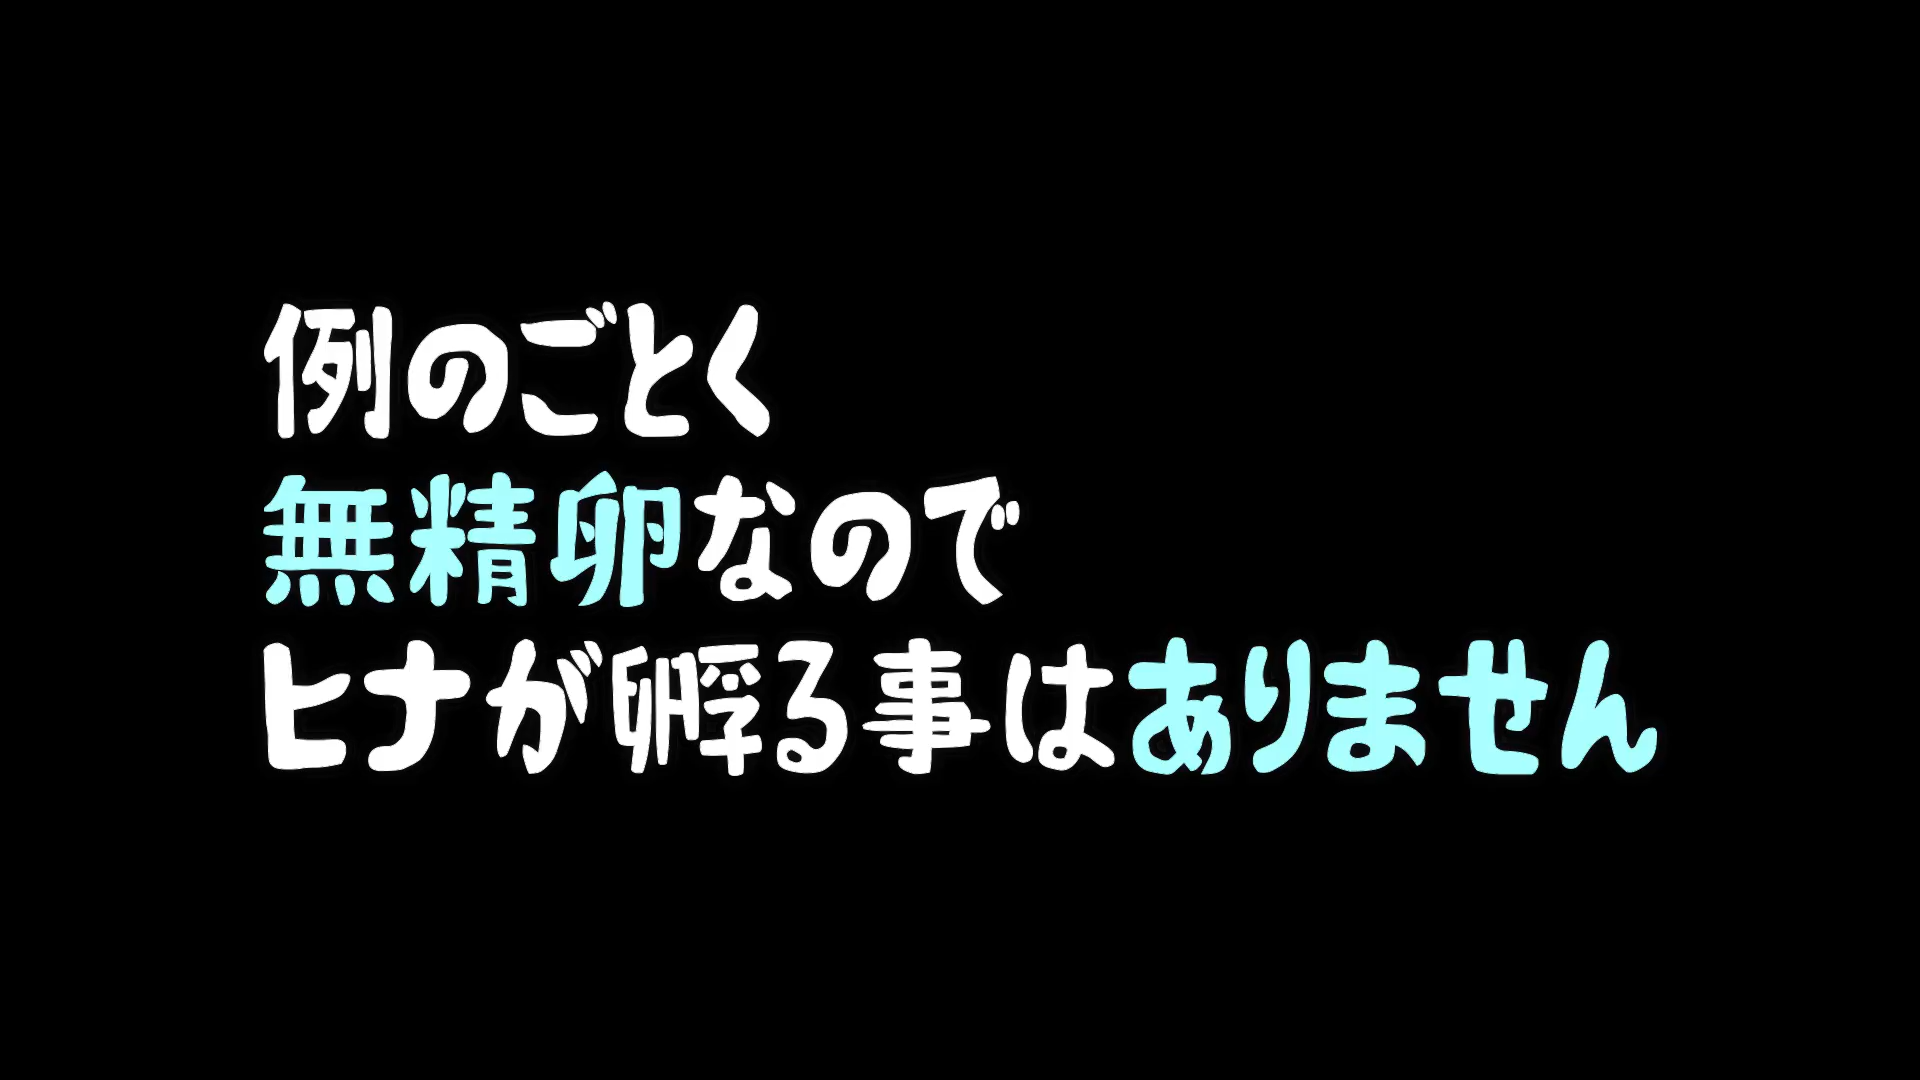 例のごとく
無精卵なので
ヒナが孵る事はありません